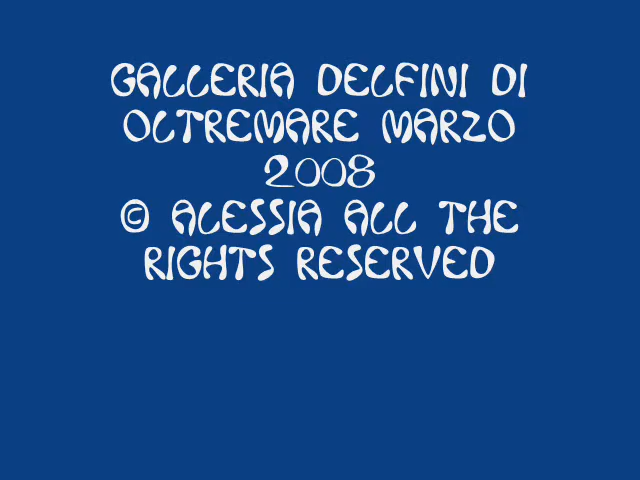 GALLERIA DELFINI DI
OLTREMARE MARZO
2008
© ALESSIA ALL THE
RIGHTS RESERVED